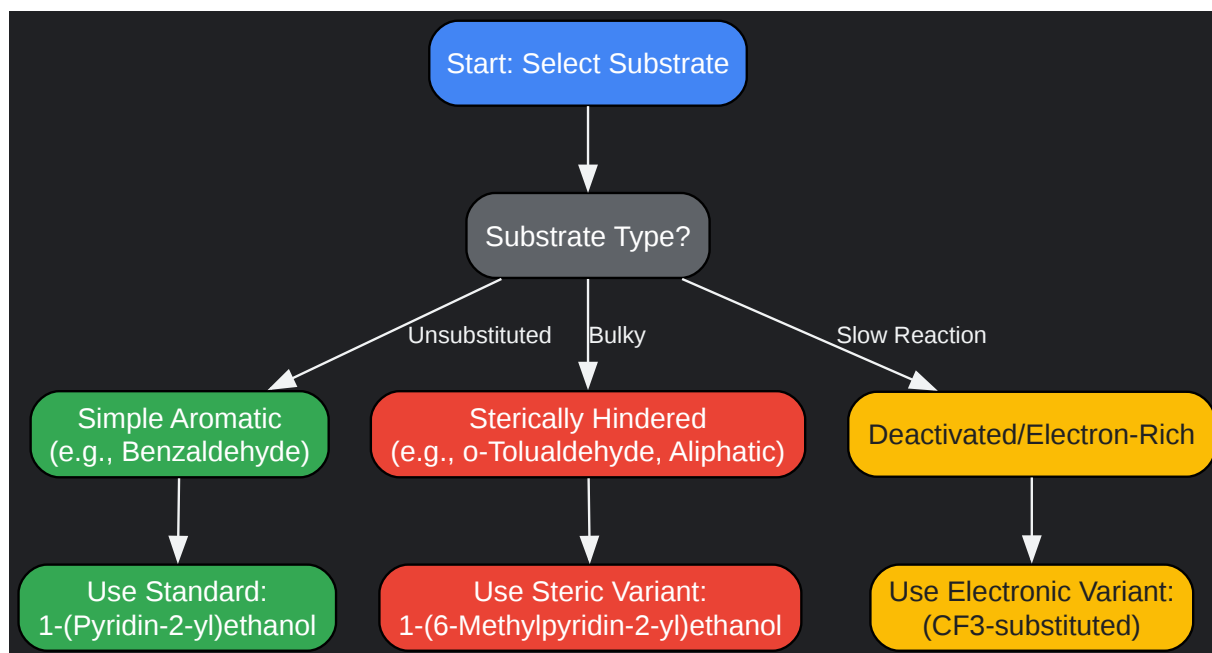 Start: Select Substrate
Substrate Type?
Unsubstituted
Bulky
Slow Reaction
Simple Aromatic
(e.g., Benzaldehyde)
Sterically Hindered
(e.g., o-Tolualdehyde, Aliphatic)
Deactivated/Electron-Rich
Use Standard:
1-(Pyridin-2-yl)ethanol
Use Steric Variant:
1-(6-Methylpyridin-2-yl)ethanol
Use Electronic Variant:
(CF3-substituted)